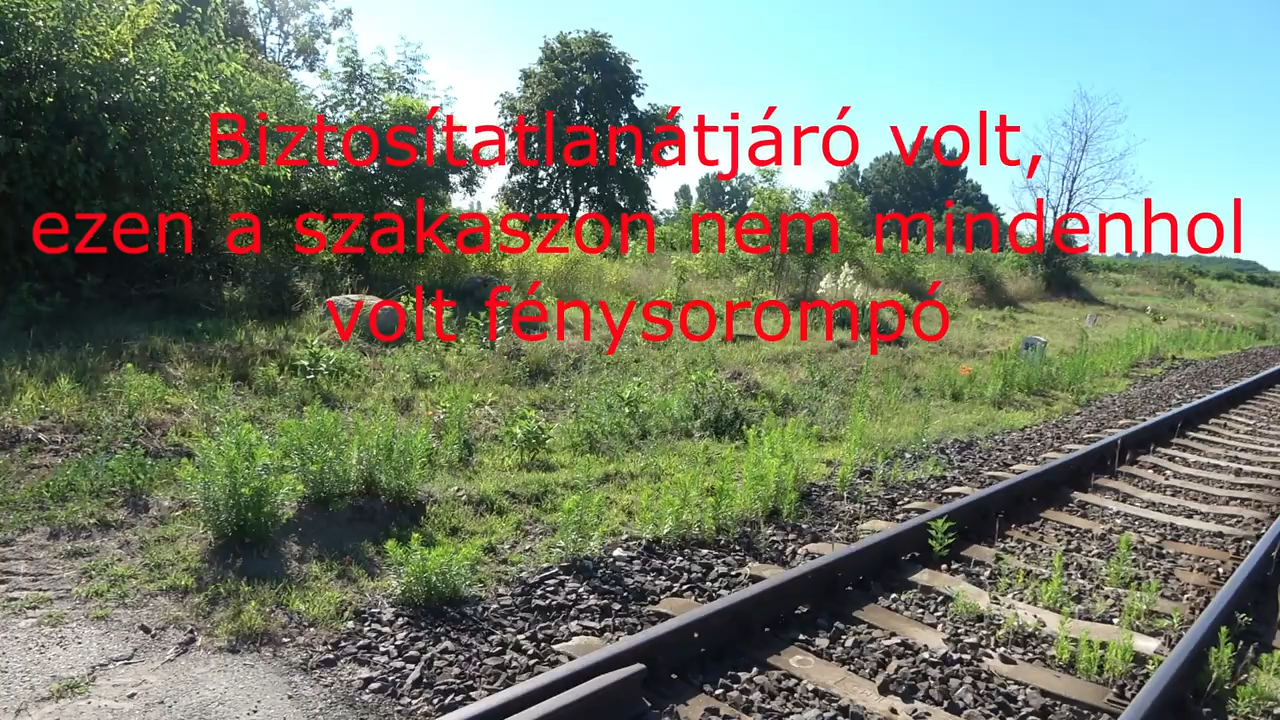 Biztosítatlanátjáró volt,
ezen a szakaszon nem mindenhol
volt fénysorompó